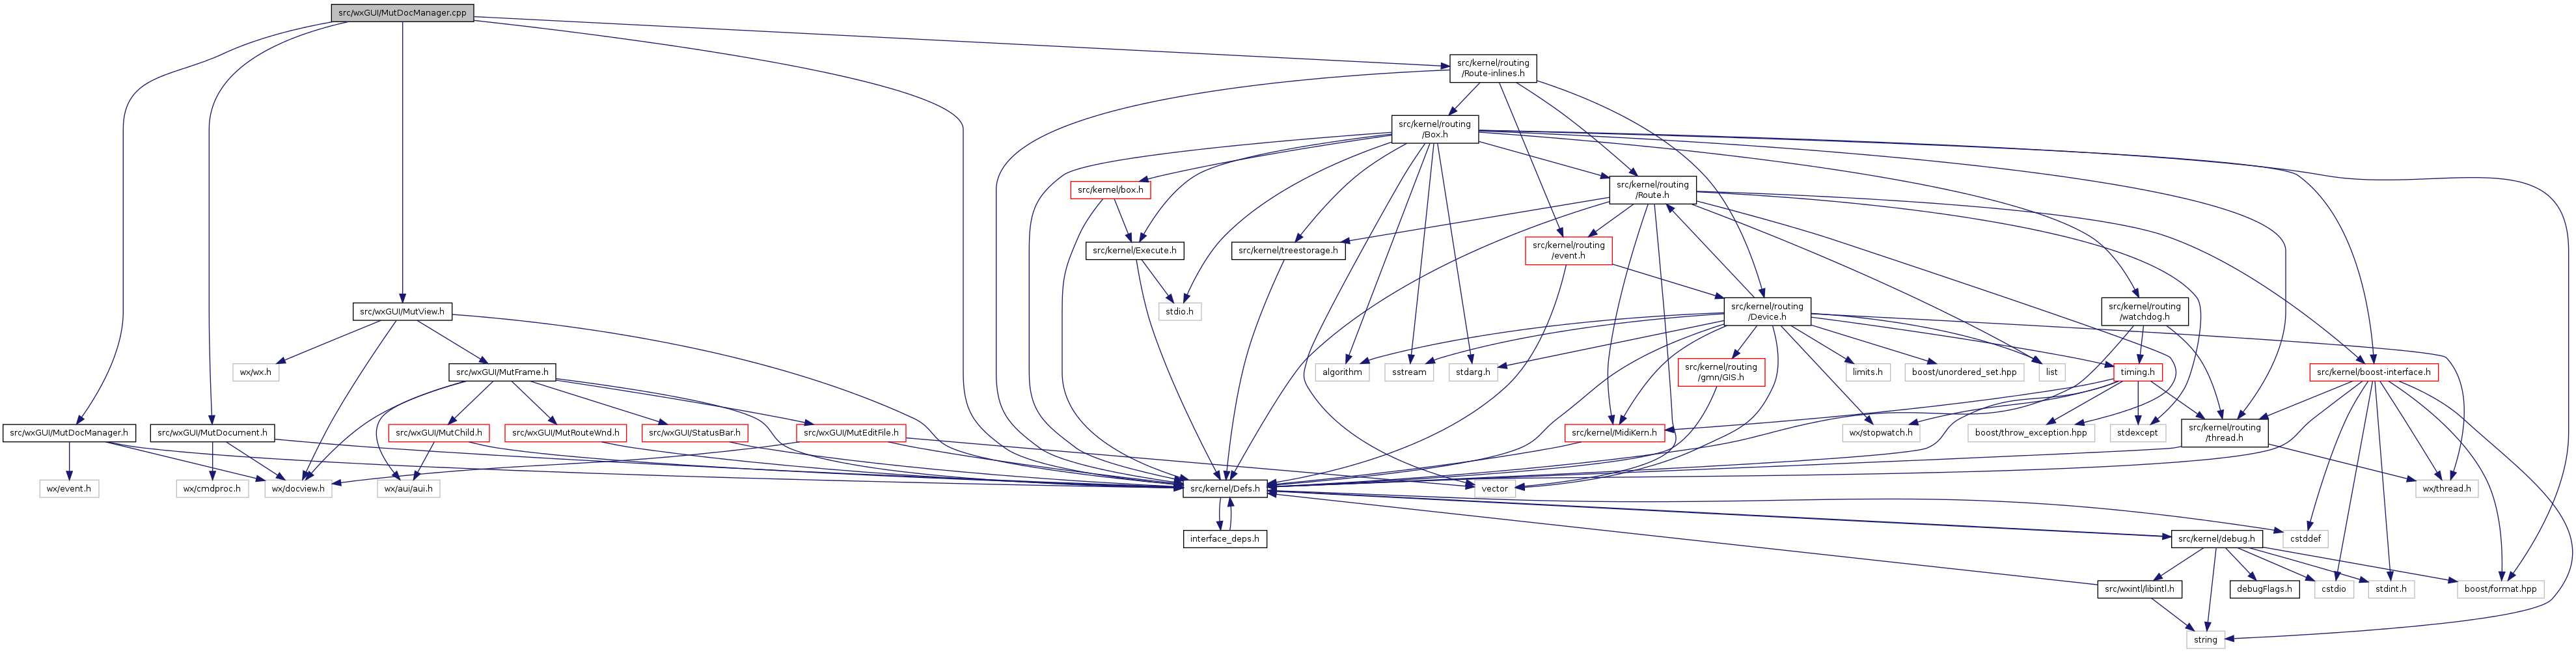 src/wxGUI/MutDocManager.cpp
src/kernel/routing
/Route-inlines.h
src/kernel/routing
/Box.h
src/kernel/box.h
src/kernel/routing
/Route.h
src/kernel/Execute.h
src/kernel/treestorage.h
src/kernel/routing
/event.h
src/wxGUI/MutView.h
stdio.h
src/kernel/routing
/Device.h
src/kernel/routing
/watchdog.h
wx/wx.h
src/wxGUI/MutFrame.h
algorithm
sstream
stdarg.h
src/kernel/routing
/gmn/GIS.h
limits.h
boost/unordered_set.hpp
list
timing.h
src/kernel/boost-interface.h
src/wxGUI/MutDocManager.h
src/wxGUI/MutDocument.h
src/wxGUI/MutChild.h
src/wxGUI/MutRouteWnd.h
src/wxGUI/StatusBar.h
src/wxGUI/MutEditFile.h
src/kernel/MidiKern.h
wx/stopwatch.h
boost/throw_exception.hpp
stdexcept
src/kernel/routing
/thread.h
wx/event.h
wx/cmdproc.h
wx/docview.h
wx/aui/aui.h
src/kernel/Defs.h
vector
wx/thread.h
interface_deps.h
src/kernel/debug.h
cstddef
src/wxintl/libintl.h
debugFlags.h
cstdio
stdint.h
boost/format.hpp
string